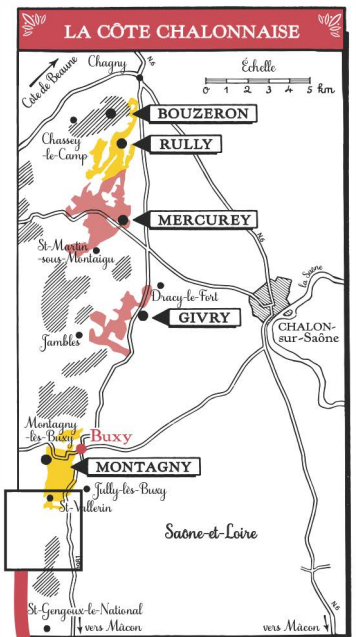 LA CÔTE CHALONNAISE
Côte de Beaune
Chagny
N6
Échelle
0 1 2 3 4 5 km
BOUZERON
Chassey
-le-Camp
RULLY
MERCUREY
St-Martin
-sous-Montaigu
N6
la Saône
Dracy-le-Fort
GIVRY
CHALON-
sur-Saône
Jambles
Montagny
-lès-Buxy
Buxy
MONTAGNY
Jully-lès-Buxy
St-Vallerin
Saône-et-Loire
St-Gengoux-le-National
N6
vers Mâcon
vers Mâcon